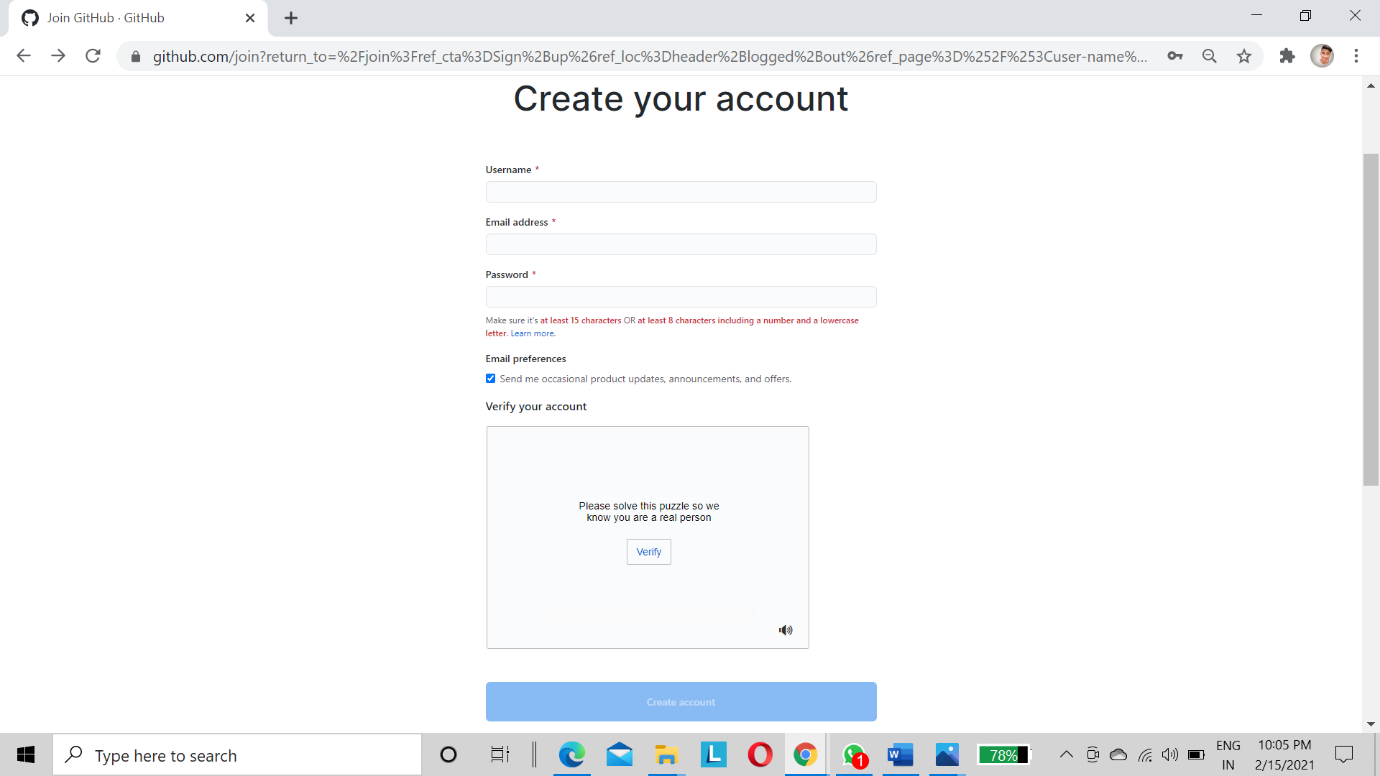 Join GitHub · GitHub
github.com/join?return_to=%2Fjoin%3Fref_cta%3DSign%2Bup%26ref_loc%3Dheader%2Blogged%2Bout%26ref_page%3D%252F%253Cuser-name%...
Create your account
Username *
Email address *
Password *
Make sure it's at least 15 characters OR at least 8 characters including a number and a lowercase
letter. Learn more.
Email preferences
Send me occasional product updates, announcements, and offers.
Verify your account
Please solve this puzzle so we
know you are a real person
Verify
Create account
Type here to search
L
1
W
78%
ENG
IN
10:05 PM
2/15/2021